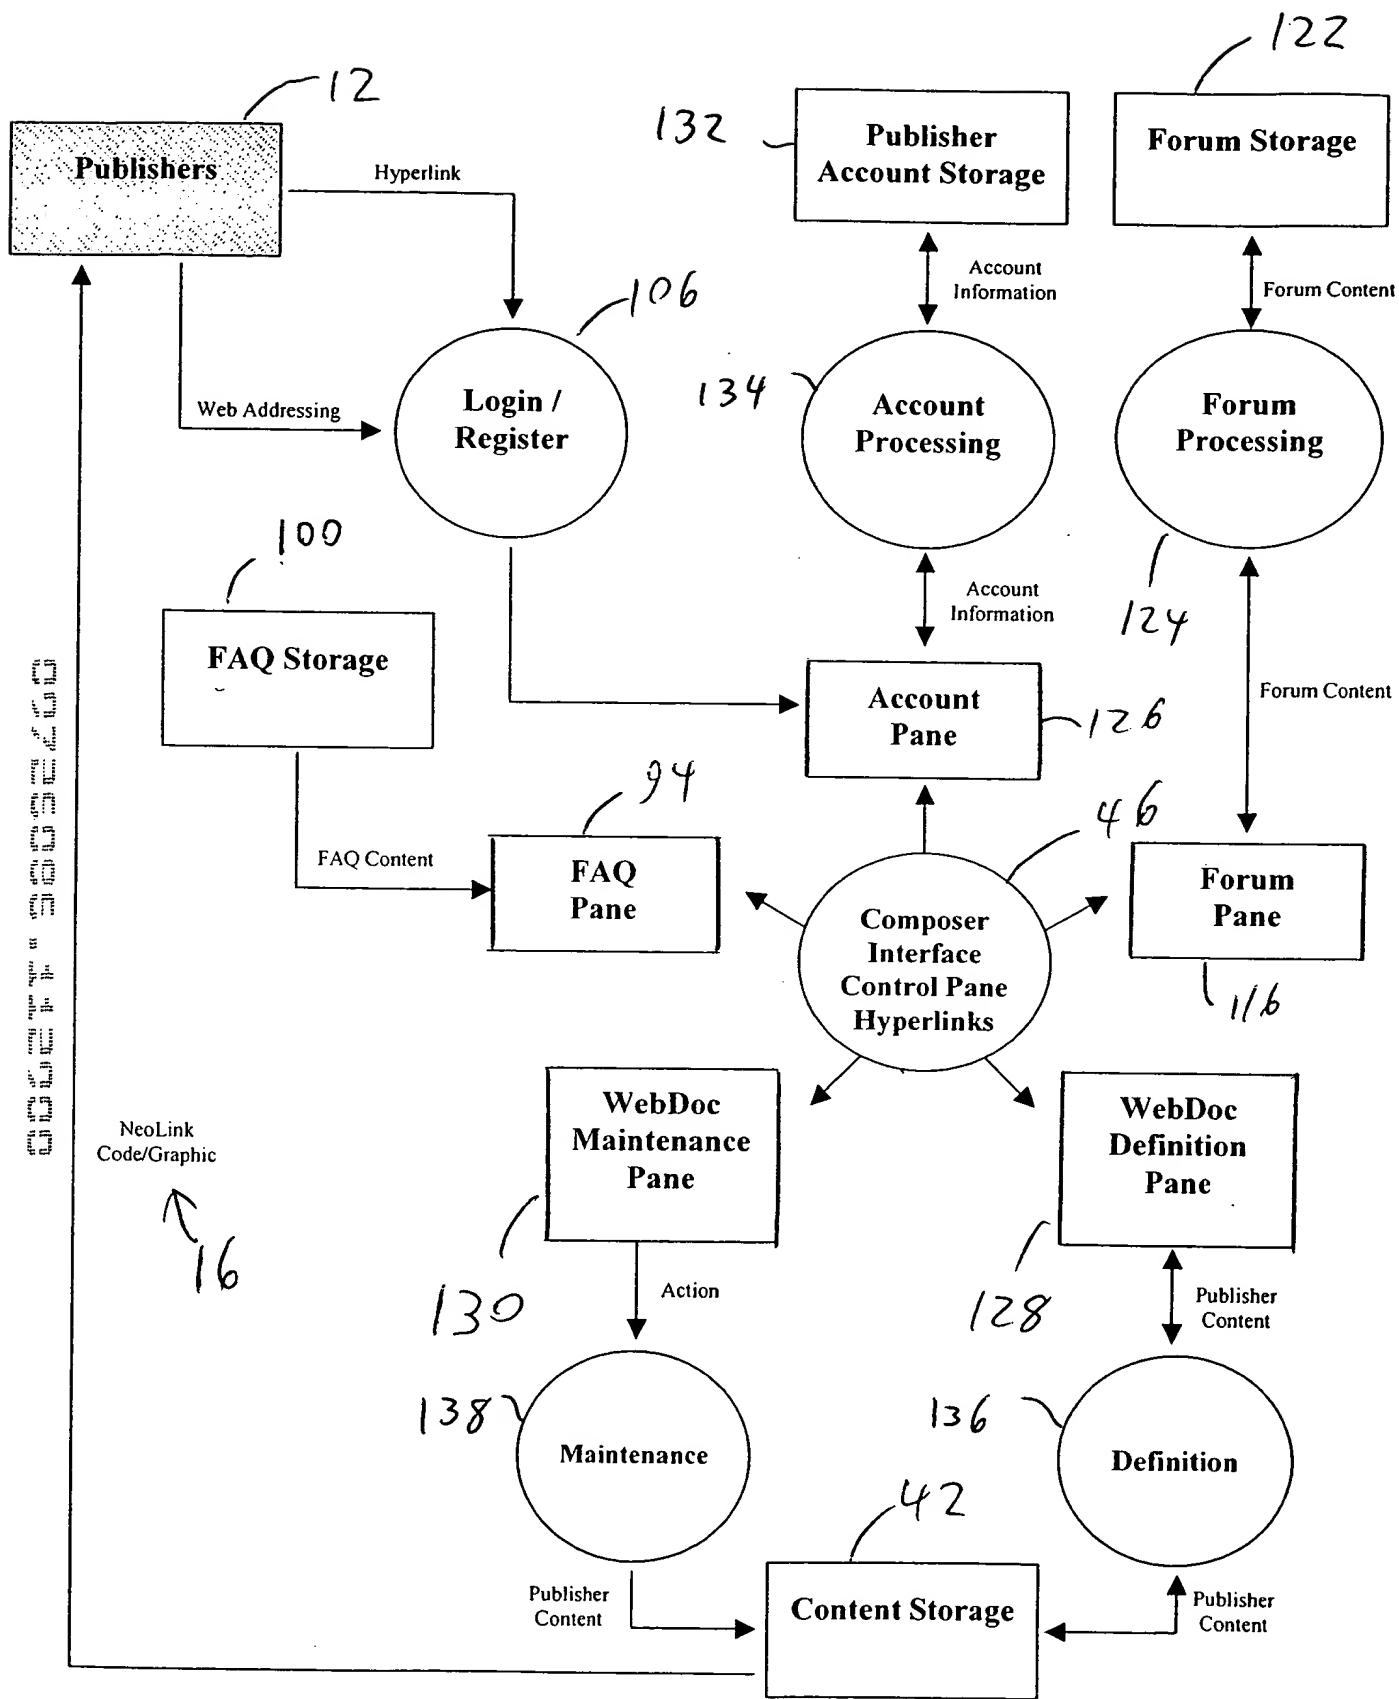 122
12
132
Publishers
Hyperlink
Publisher
Account Storage
Forum Storage
Account
Information
Forum Content
106
134
Login /
Register
Web Addressing
Account
Processing
Forum
Processing
100
Account
Information
124
FAQ Storage
Forum Content
Account
Pane
126
94
46
FAQ Content
FAQ
Pane
Composer
Interface
Control Pane
Hyperlinks
Forum
Pane
116
NeoLink
Code/Graphic
16
WebDoc
Maintenance
Pane
WebDoc
Definition
Pane
130
Action
128
Publisher
Content
138
Maintenance
136
Definition
42
Publisher
Content
Content Storage
Publisher
Content